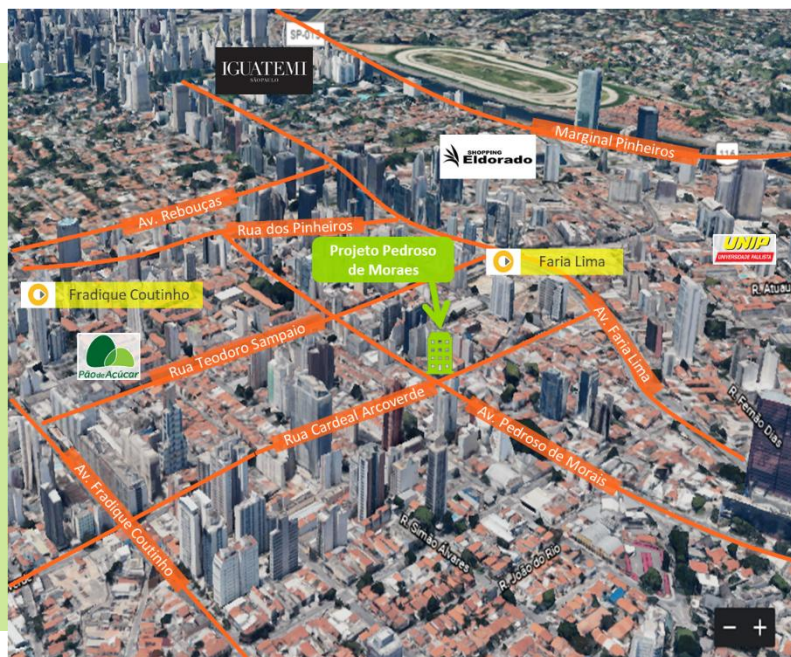 SP-015
IGUATEMI
SÃO PAULO
Marginal Pinheiros
SHOPPING
Eldorado
Av. Rebouças
Rua dos Pinheiros
Projeto Pedroso
de Moraes
Faria Lima
UNIP
UNIVERSIDADE PAULISTA
R. Atuau
Fradique Coutinho
Rua Teodoro Sampaio
Av. Faria Lima
Pão de Açúcar
R. Fernão Dias
Rua Cardeal Arcoverde
Av. Pedroso de Morais
Av. Fradique Coutinho
R. Simão Alvares
R. João do Rio
− +